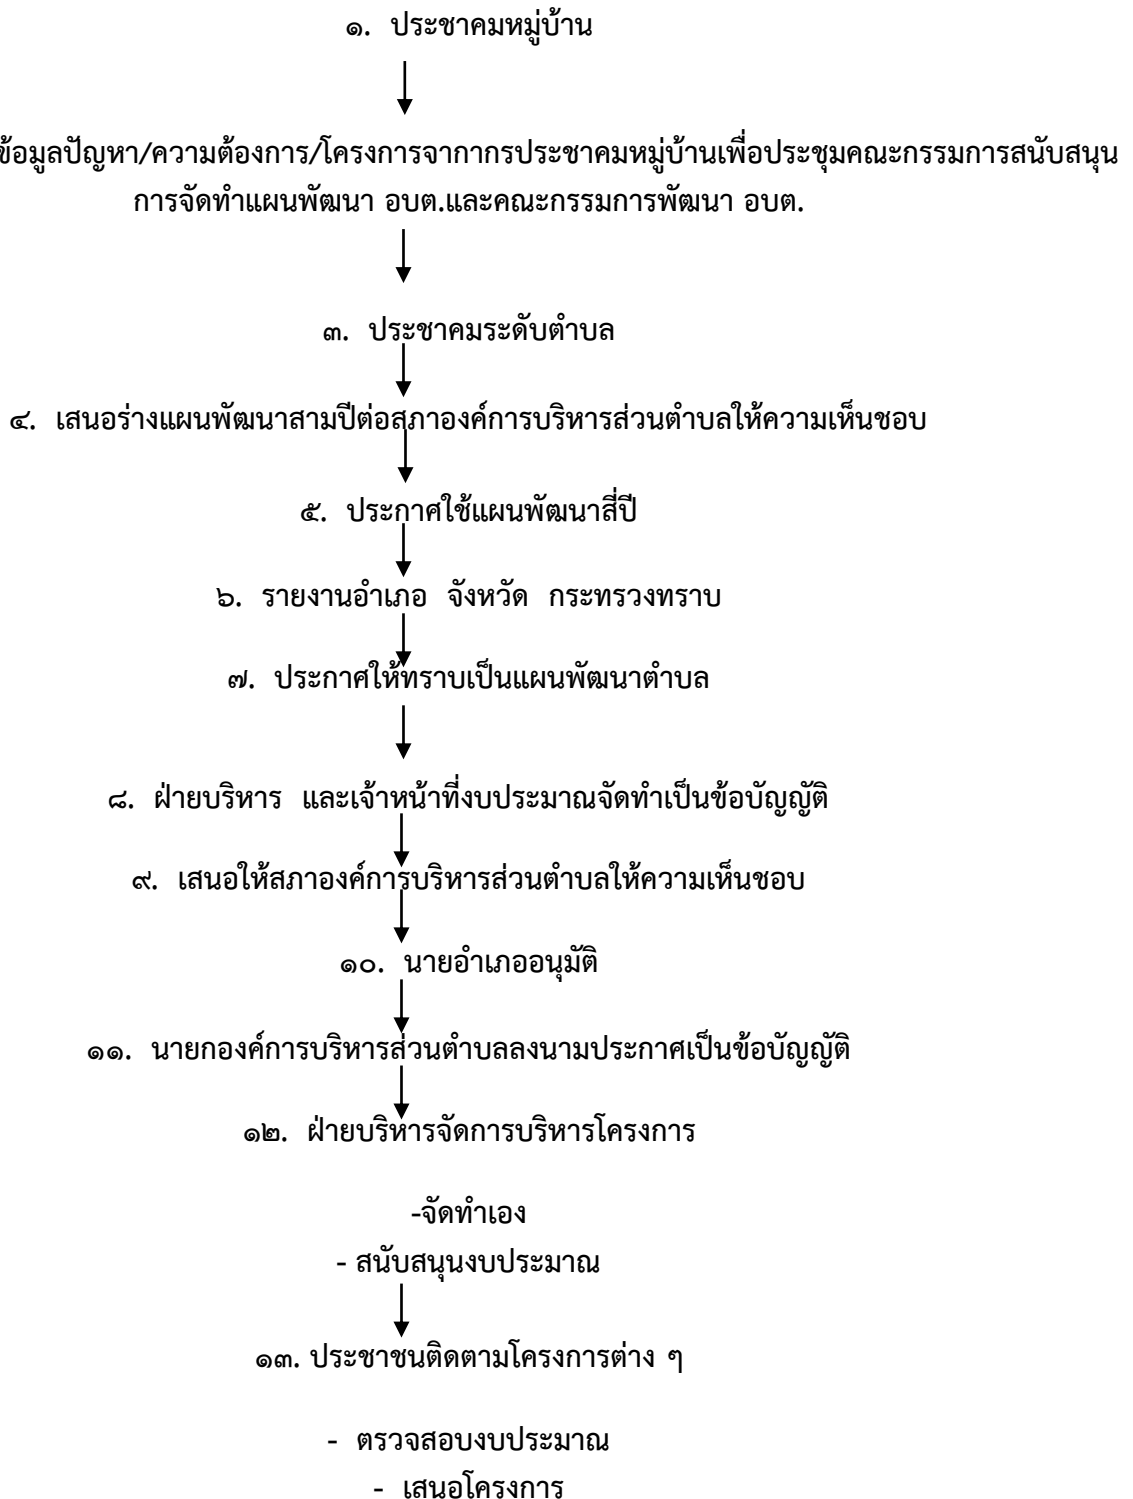 ๑. ประชาคมหมู่บ้าน
ข้อมูลปัญหา/ความต้องการ/โครงการจากากรประชาคมหมู่บ้านเพื่อประชุมคณะกรรมการสนับสนุน
การจัดทำแผนพัฒนา อบต.และคณะกรรมการพัฒนา อบต.
๓. ประชาคมระดับตำบล
๔. เสนอร่างแผนพัฒนาสามปีต่อสภาองค์การบริหารส่วนตำบลให้ความเห็นชอบ
๕. ประกาศใช้แผนพัฒนาสี่ปี
๖. รายงานอำเภอ จังหวัด กระทรวงทราบ
๗. ประกาศให้ทราบเป็นแผนพัฒนาตำบล
๘. ฝ่ายบริหาร และเจ้าหน้าที่งบประมาณจัดทำเป็นข้อบัญญัติ
๙. เสนอให้สภาองค์การบริหารส่วนตำบลให้ความเห็นชอบ
๑๐. นายอำเภออนุมัติ
๑๑. นายกองค์การบริหารส่วนตำบลลงนามประกาศเป็นข้อบัญญัติ
๑๒. ฝ่ายบริหารจัดการบริหารโครงการ
-จัดทำเอง
- สนับสนุนงบประมาณ
๑๓. ประชาชนติดตามโครงการต่าง ๆ
- ตรวจสอบงบประมาณ
- เสนอโครงการ